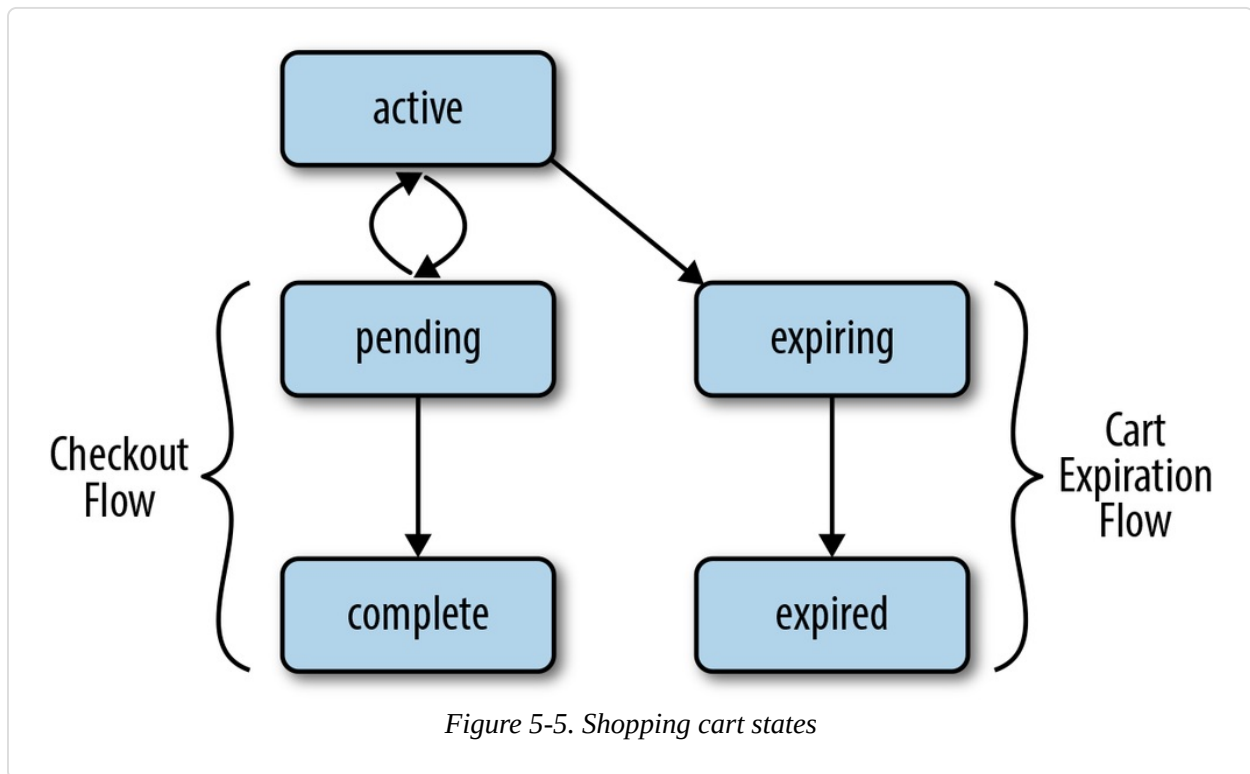 active
pending
expiring
Checkout
Flow
Cart
Expiration
Flow
complete
expired
Figure 5-5. Shopping cart states